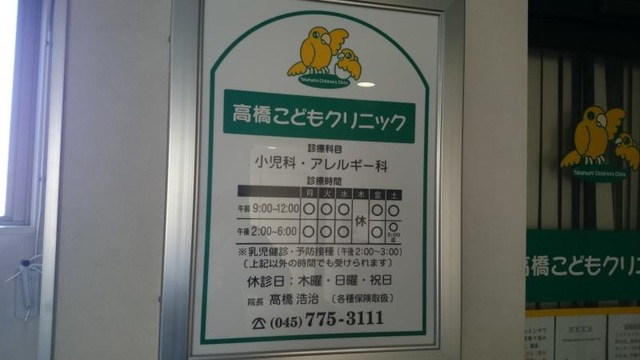 Takahashi Children's Clinic
高橋こどもクリニック
診療科目
小児科・アレルギー科
診療時間
月 火 水 木 金 土
午前 9:00-12:00 〇 〇 〇 休 〇 〇
午後 2:00-6:00 〇 〇 〇 〇 〇
※乳児健診・予防接種(午後2:00〜3:00)
〔上記以外の時間でも受けられます〕
休診日:木曜・日曜・祝日
院長 高橋浩治 〔各種保険取扱〕
☎(045)775-3111
Takahashi Children's Clinic
高橋こどもクリニ